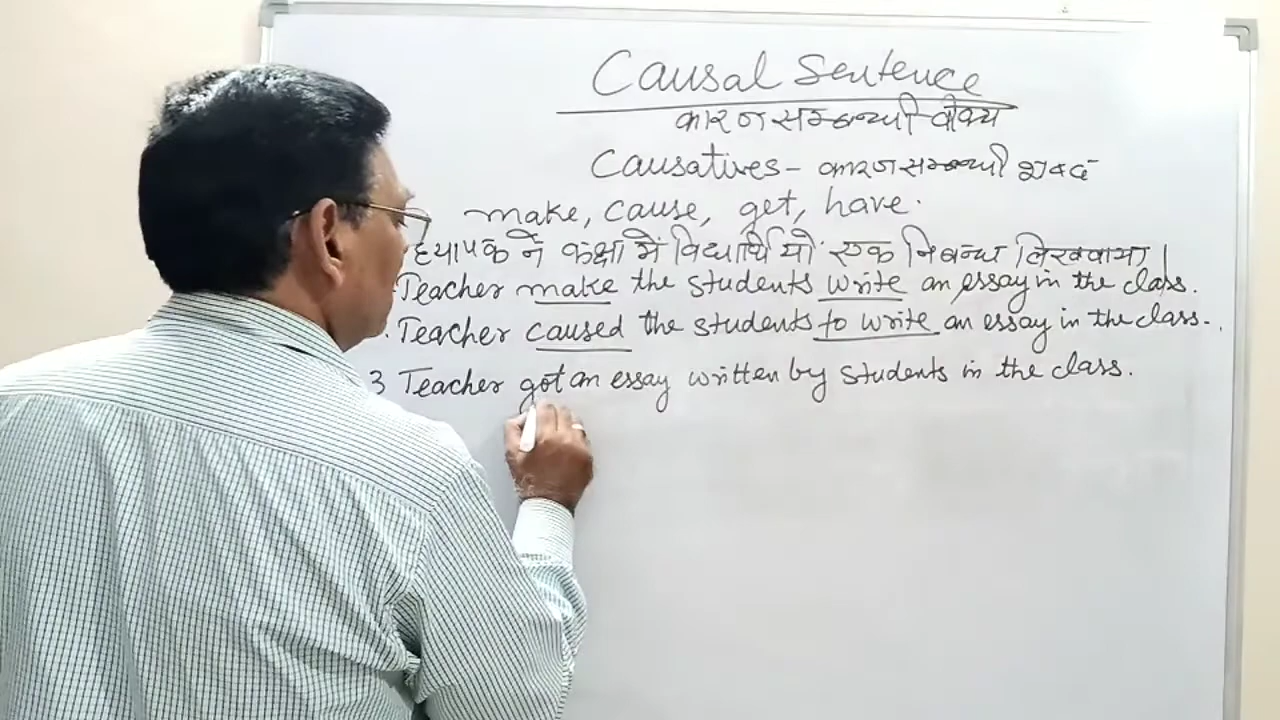 Causal Sentence
कारण सम्बन्धी वाक्य
Causatives - कारण सम्बन्धी शब्द
make, cause, get, have.
ने कक्षा में विद्यार्थियों एक निबन्ध लिखवाया।
Teacher make the students write an essay in the class.
Teacher caused the students to write an essay in the class.
3 Teacher got an essay written by students in the class.